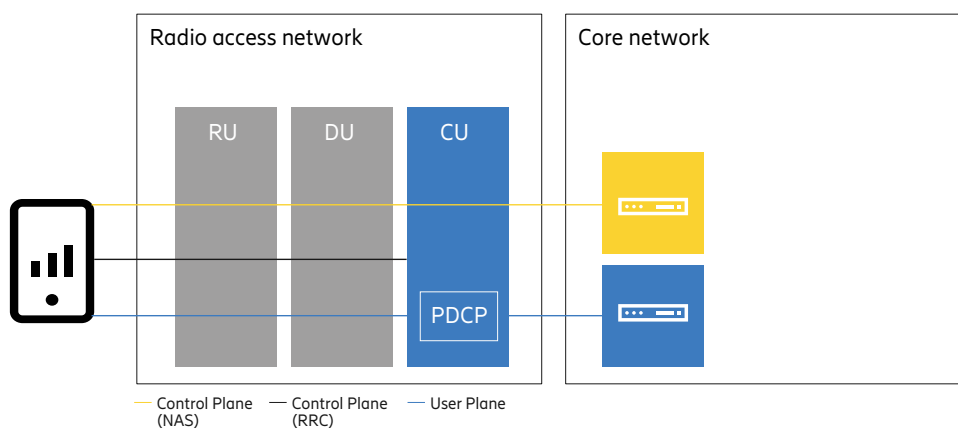 Radio access network
Core network
RU
DU
CU
PDCP
Control Plane
(NAS)
Control Plane
(RRC)
User Plane